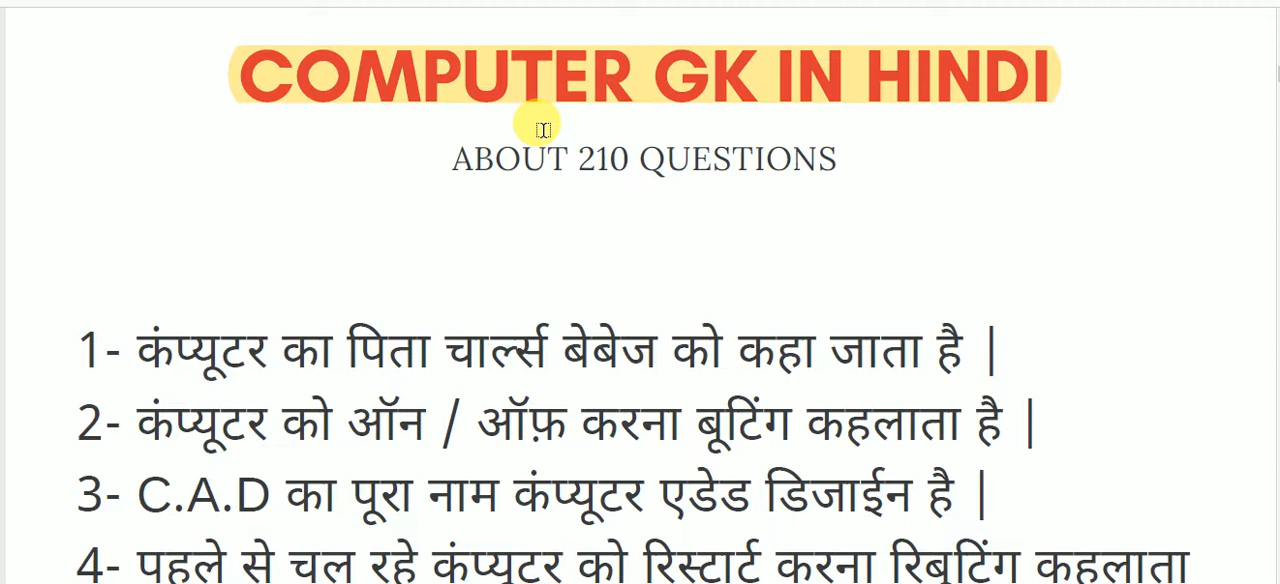 COMPUTER GK IN HINDI
ABOUT 210 QUESTIONS
1- कंप्यूटर का पिता चार्ल्स बेबेज को कहा जाता है |
2- कंप्यूटर को ऑन / ऑफ़ करना बूटिंग कहलाता है |
3- C.A.D का पूरा नाम कंप्यूटर एडेड डिजाईन है |
4- पहले से चल रहे कंप्यूटर को रिस्टार्ट करना रिबूटिंग कहलाता